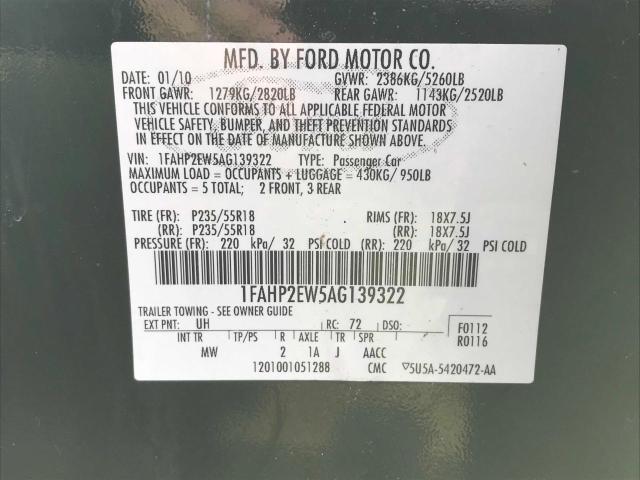 MFD. BY FORD MOTOR CO.
DATE: 01/10 GVWR: 2386KG/5260LB
FRONT GAWR: 1279KG/2820LB REAR GAWR: 1143KG/2520LB
THIS VEHICLE CONFORMS TO ALL APPLICABLE FEDERAL MOTOR
VEHICLE SAFETY, BUMPER, AND THEFT PREVENTION STANDARDS
IN EFFECT ON THE DATE OF MANUFACTURE SHOWN ABOVE.
VIN: 1FAHP2EW5AG139322 TYPE: Passenger Car
MAXIMUM LOAD = OCCUPANTS + LUGGAGE = 430KG/ 950LB
OCCUPANTS = 5 TOTAL; 2 FRONT, 3 REAR
TIRE (FR): P235/55R18 RIMS (FR): 18X7.5J
(RR): P235/55R18 (RR): 18X7.5J
PRESSURE (FR): 220 kPa/ 32 PSI COLD (RR): 220 kPa/ 32 PSI COLD
1FAHP2EW5AG139322
TRAILER TOWING - SEE OWNER GUIDE
EXT PNT: UH RC: 72 DSO: F0112
INT TR TP/PS R AXLE TR SPR R0116
MW 2 1A J AACC
1201001051288 CMC ▽5U5A-5420472-AA